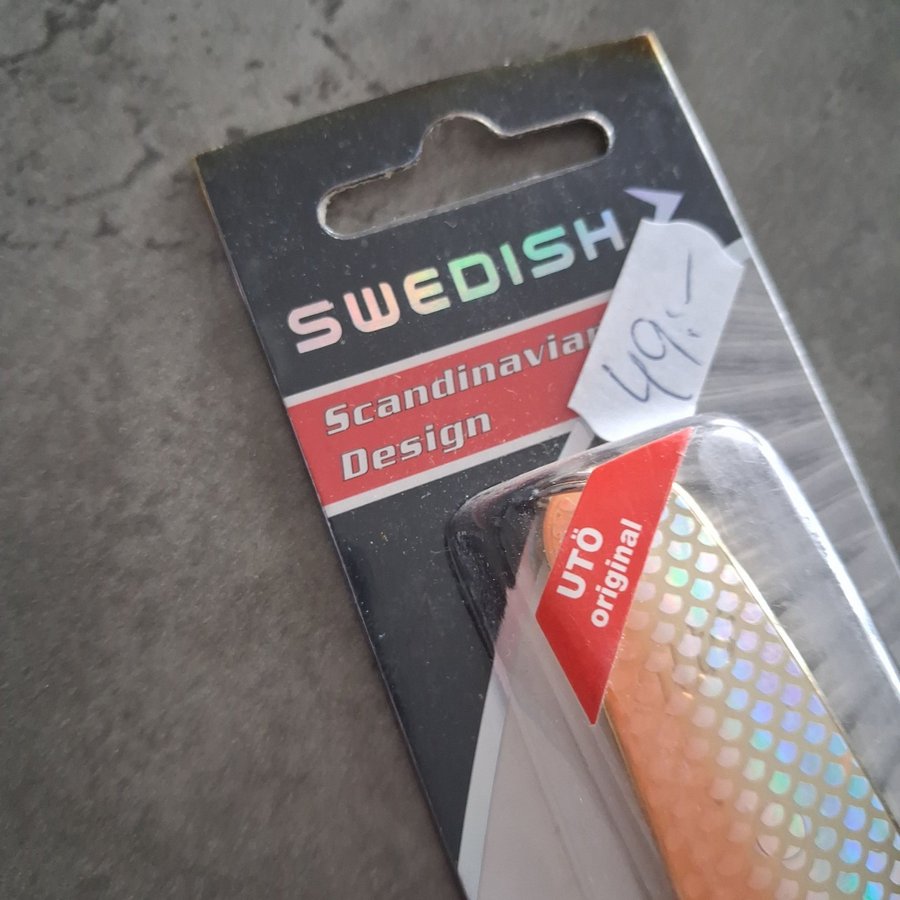 SWEDISH
49:-
Scandinavian
Design
UTÖ
original